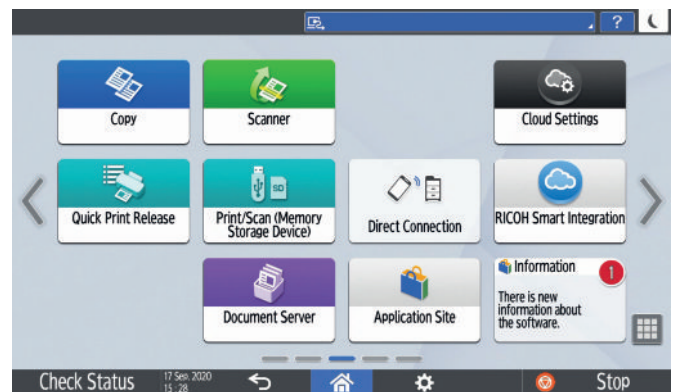 ?
Copy
Scanner
Cloud Settings
Quick Print Release
SD
Print/Scan (Memory
Storage Device)
Direct Connection
RICOH Smart Integration
Document Server
Application Site
Information
1
There is new
information about
the software.
Check Status
17 Sep. 2020
15 : 28
Stop